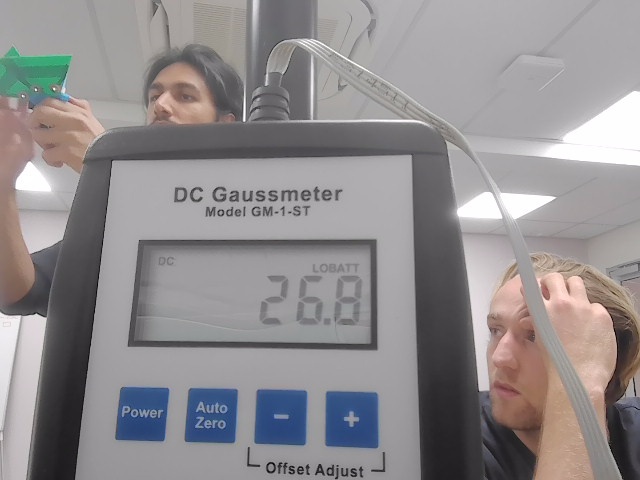 DC Gaussmeter
Model GM-1-ST
DC
LOBATT
26.8
Power
Auto
Zero
−
+
Offset Adjust